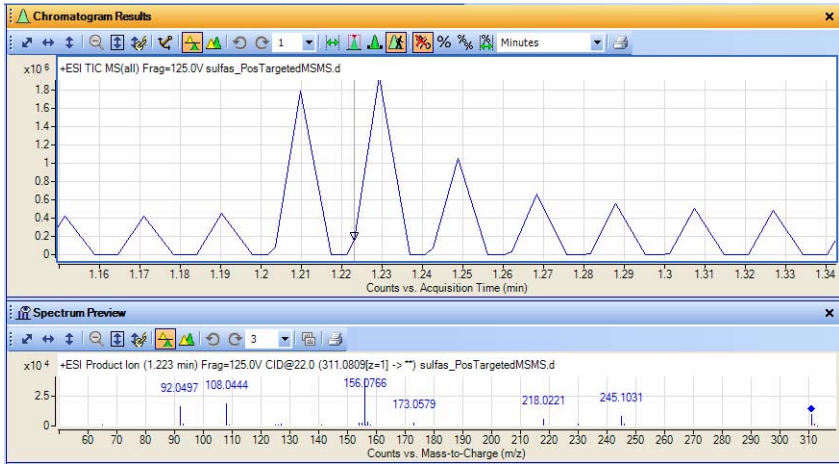 Chromatogram Results
1 % % % Minutes
x10 6 +ESI TIC MS(all) Frag=125.0V sulfas_PosTargetedMSMS.d
1.8
1.6
1.4
1.2
1
0.8
0.6
0.4
0.2
0
1.16 1.17 1.18 1.19 1.2 1.21 1.22 1.23 1.24 1.25 1.26 1.27 1.28 1.29 1.3 1.31 1.32 1.33 1.34
Counts vs. Acquisition Time (min)
Spectrum Preview
3
x10 4 +ESI Product Ion (1.223 min) Frag=125.0V CID@22.0 (311.0809[z=1] -> **) sulfas_PosTargetedMSMS.d
92.0497 108.0444 156.0766 173.0579 218.0221 245.1031
2.5
0
60 70 80 90 100 110 120 130 140 150 160 170 180 190 200 210 220 230 240 250 260 270 280 290 300 310
Counts vs. Mass-to-Charge (m/z)